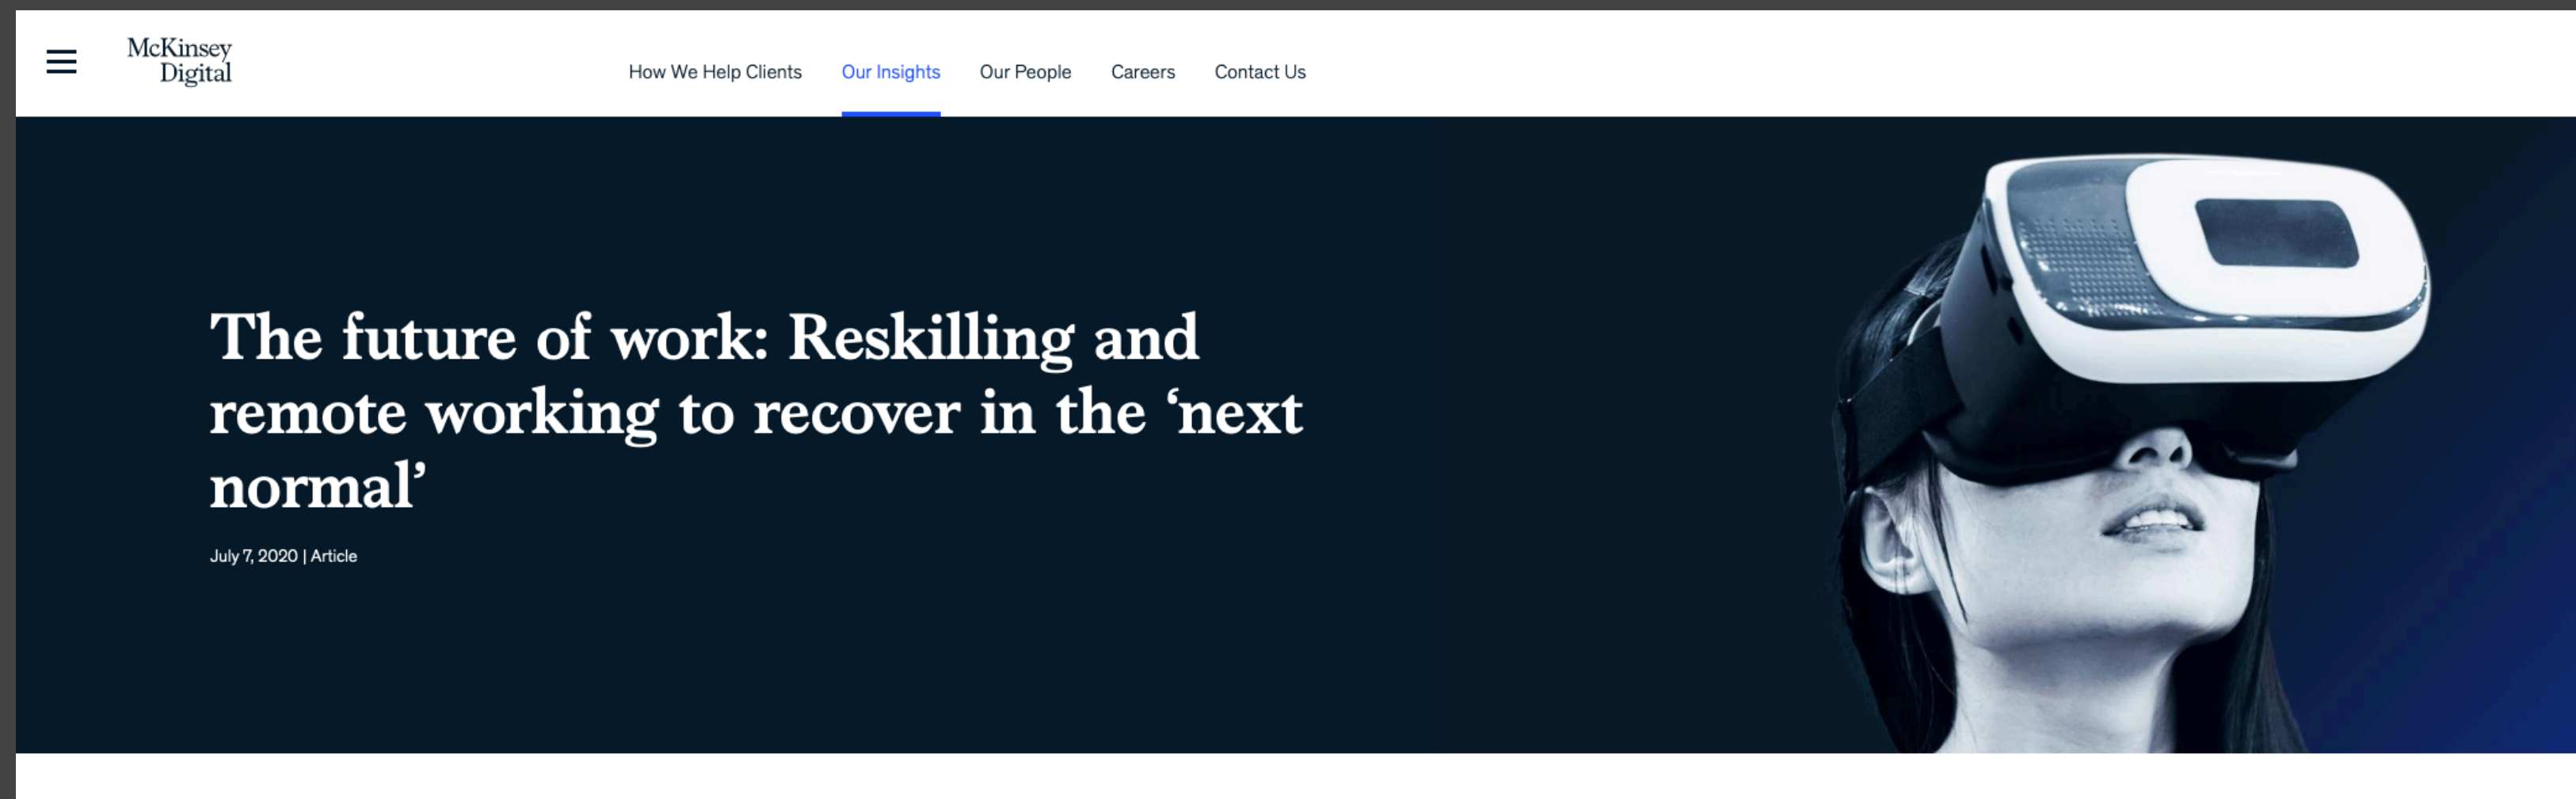 McKinsey
Digital
How We Help Clients Our Insights Our People Careers Contact Us
The future of work: Reskilling and
remote working to recover in the ‘next
normal’
July 7, 2020 | Article